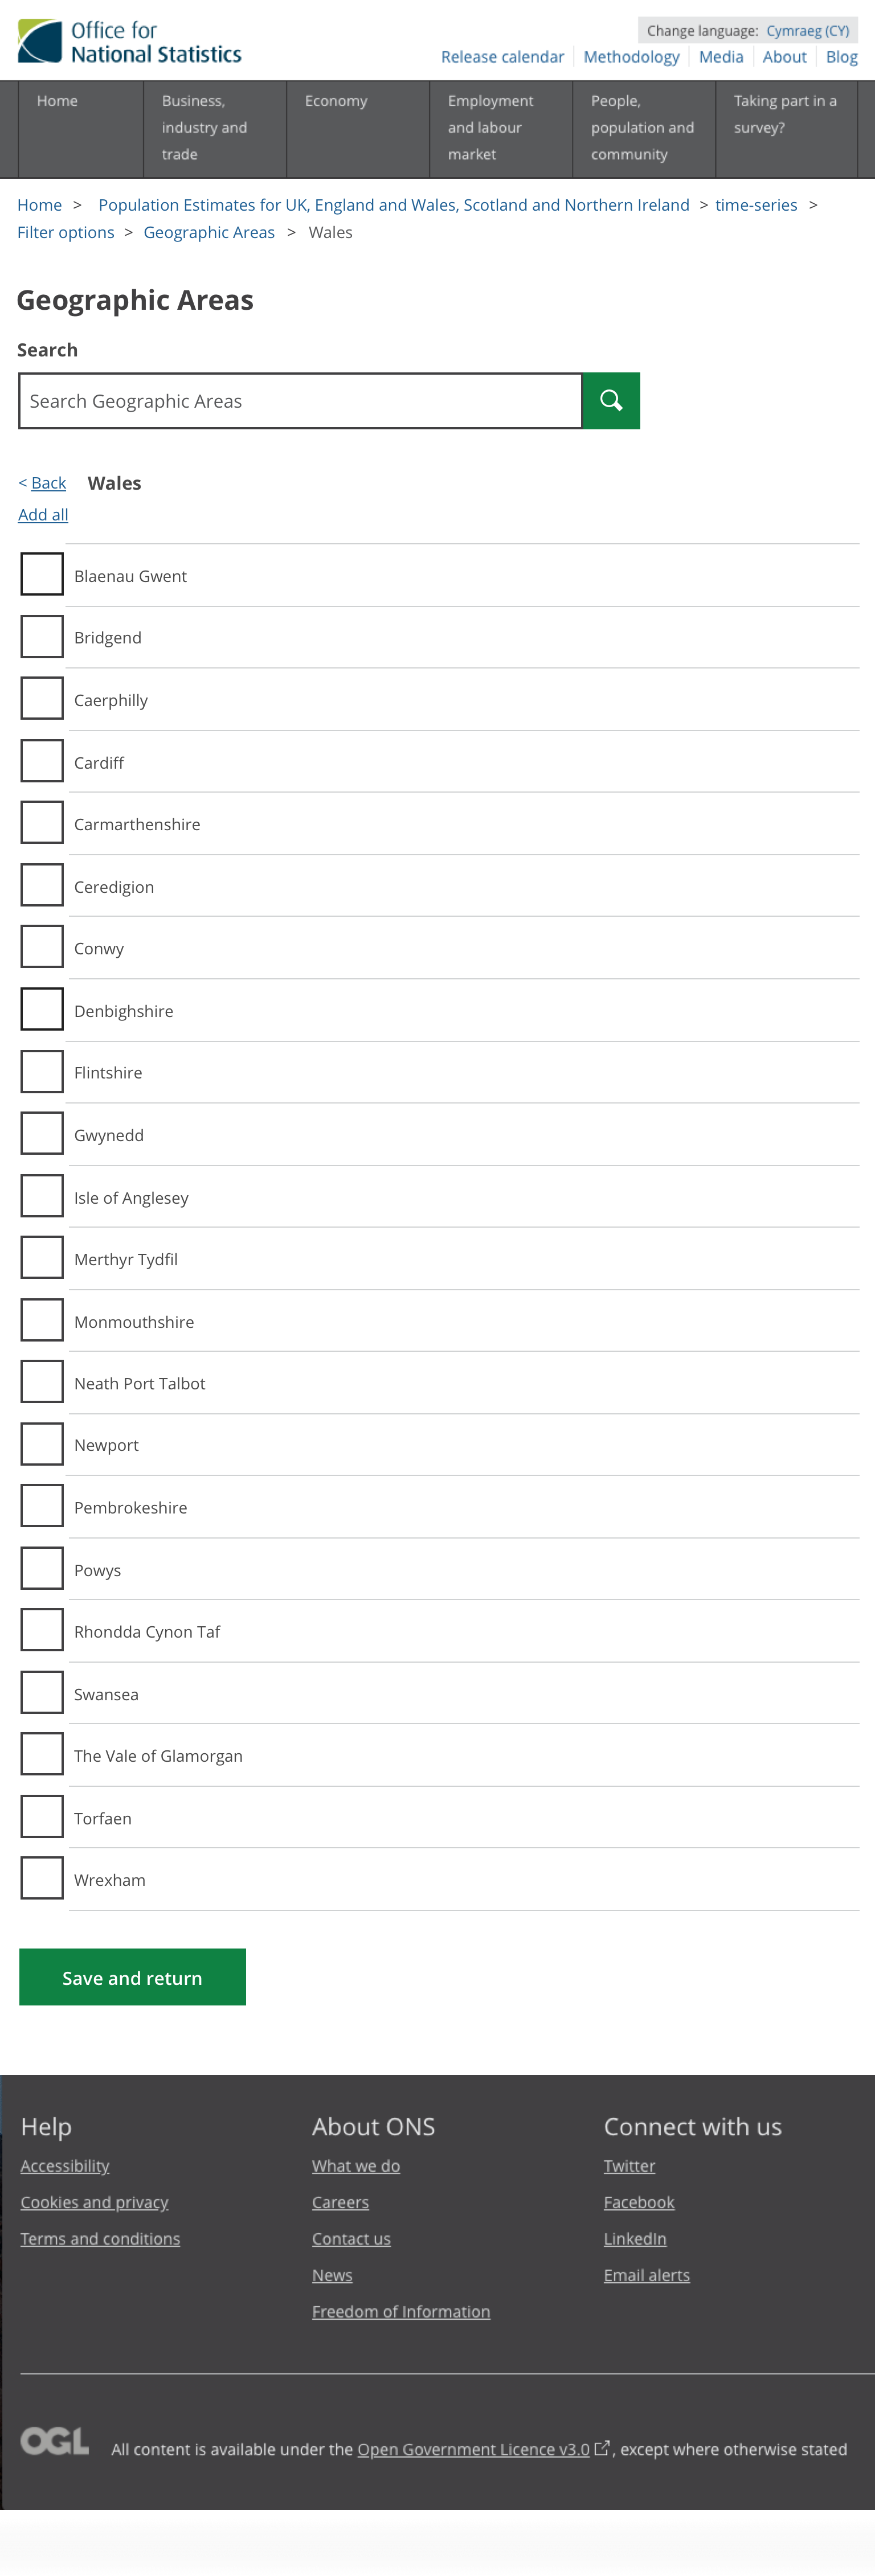 Office for
National Statistics
Change language: Cymraeg (CY)
Release calendar Methodology Media About Blog
Home
Business,
industry and
trade
Economy
Employment
and labour
market
People,
population and
community
Taking part in a
survey?
Home > Population Estimates for UK, England and Wales, Scotland and Northern Ireland > time-series >
Filter options > Geographic Areas > Wales
Geographic Areas
Search
Search Geographic Areas
< Back Wales
Add all
Blaenau Gwent
Bridgend
Caerphilly
Cardiff
Carmarthenshire
Ceredigion
Conwy
Denbighshire
Flintshire
Gwynedd
Isle of Anglesey
Merthyr Tydfil
Monmouthshire
Neath Port Talbot
Newport
Pembrokeshire
Powys
Rhondda Cynon Taf
Swansea
The Vale of Glamorgan
Torfaen
Wrexham
Save and return
Help
Accessibility
Cookies and privacy
Terms and conditions
About ONS
What we do
Careers
Contact us
News
Freedom of Information
Connect with us
Twitter
Facebook
LinkedIn
Email alerts
OGL All content is available under the Open Government Licence v3.0 , except where otherwise stated